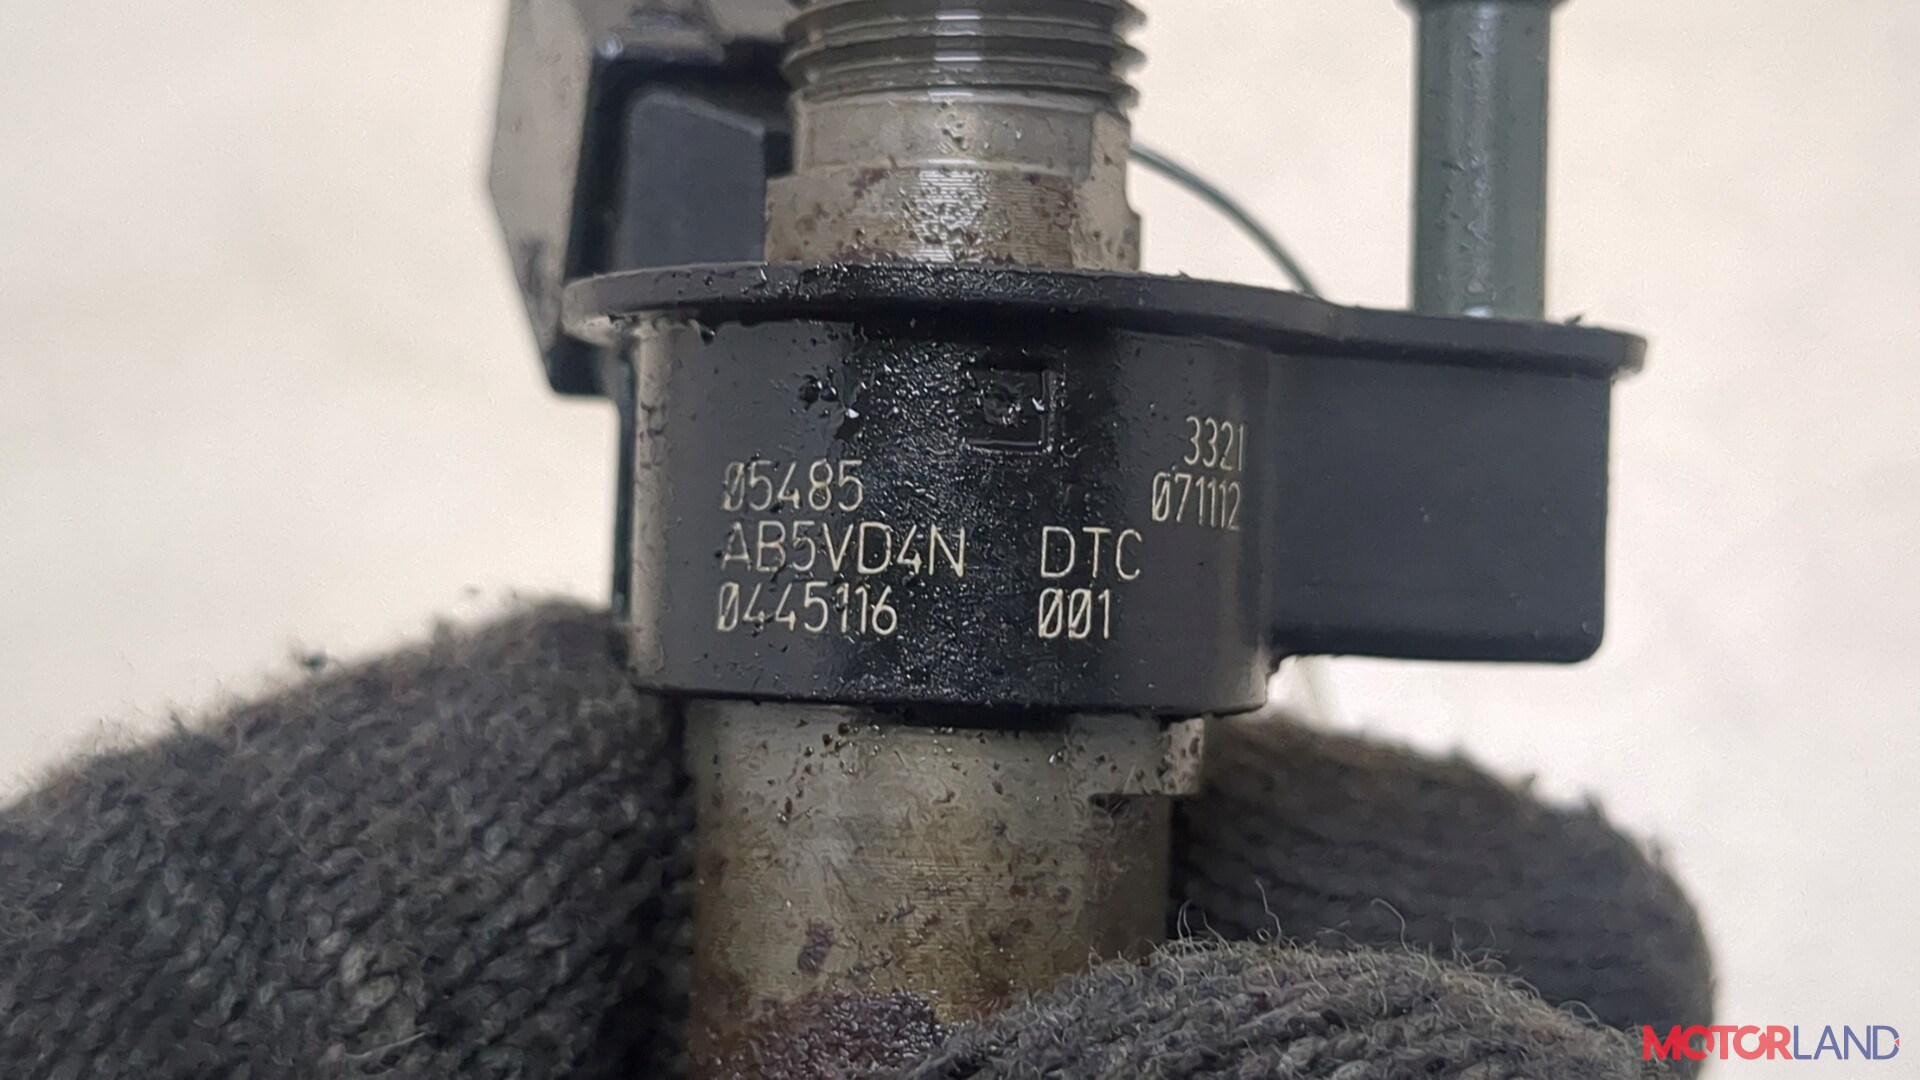 3321
05485
071112
AB5VD4N DTC
0445116 001
MOTORLAND